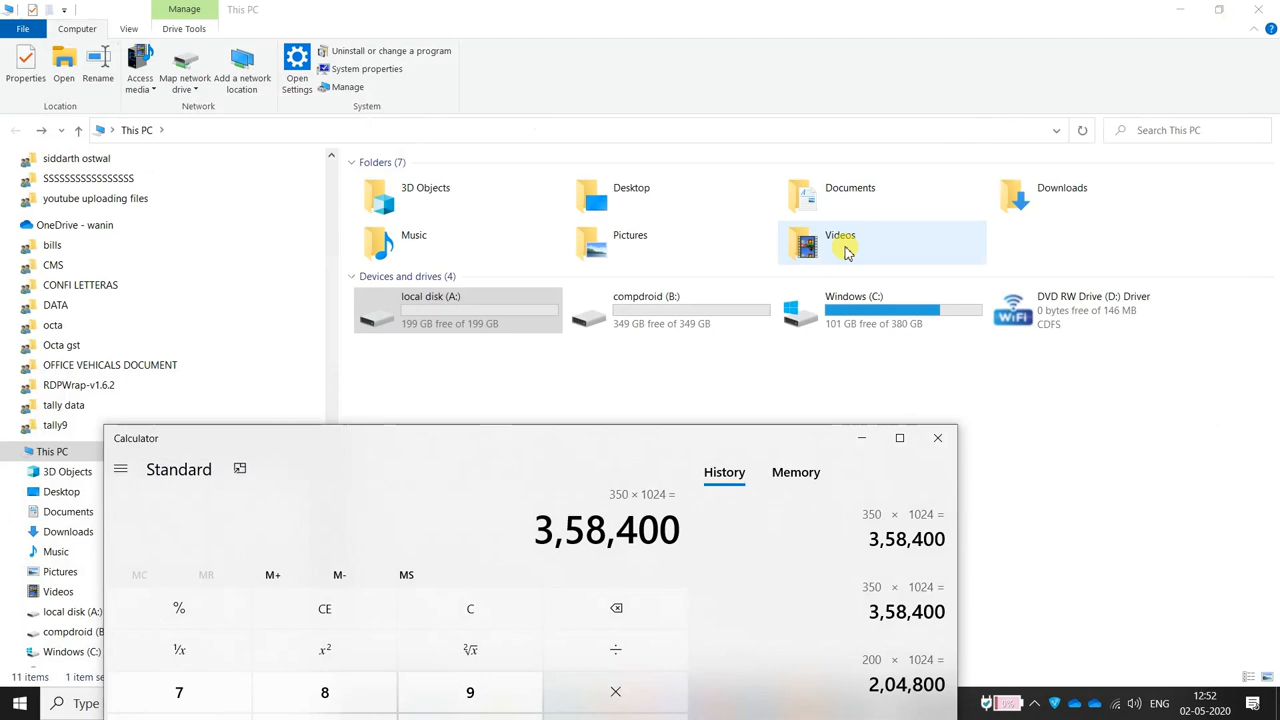 Manage
This PC
File
Computer
View
Drive Tools
Properties
Open
Rename
Access media
Map network drive
Add a network location
Open Settings
Uninstall or change a program
System properties
Manage
Location
Network
System
This PC
Search This PC
siddarth ostwal
SSSSSSSSSSSSSSSSS
youtube uploading files
OneDrive - wanin
bills
CMS
CONFI LETTERAS
DATA
octa
Octa gst
OFFICE VEHICALS DOCUMENT
RDPWrap-v1.6.2
tally data
tally9
This PC
3D Objects
Desktop
Documents
Downloads
Music
Pictures
Videos
local disk (A:)
compdroid (B
Windows (C:)
Folders (7)
3D Objects
Desktop
Documents
Downloads
Music
Pictures
Videos
Devices and drives (4)
local disk (A:)
199 GB free of 199 GB
compdroid (B:)
349 GB free of 349 GB
Windows (C:)
101 GB free of 380 GB
WiFi
DVD RW Drive (D:) Driver
0 bytes free of 146 MB
CDFS
Calculator
Standard
350 × 1024 =
3,58,400
MC
MR
M+
M-
MS
%
CE
C
1/x
x²
²√x
÷
7
8
9
×
History
Memory
350 × 1024 =
3,58,400
350 × 1024 =
3,58,400
200 × 1024 =
2,04,800
11 items
1 item se
Type
0%
ENG
12:52
02-05-2020